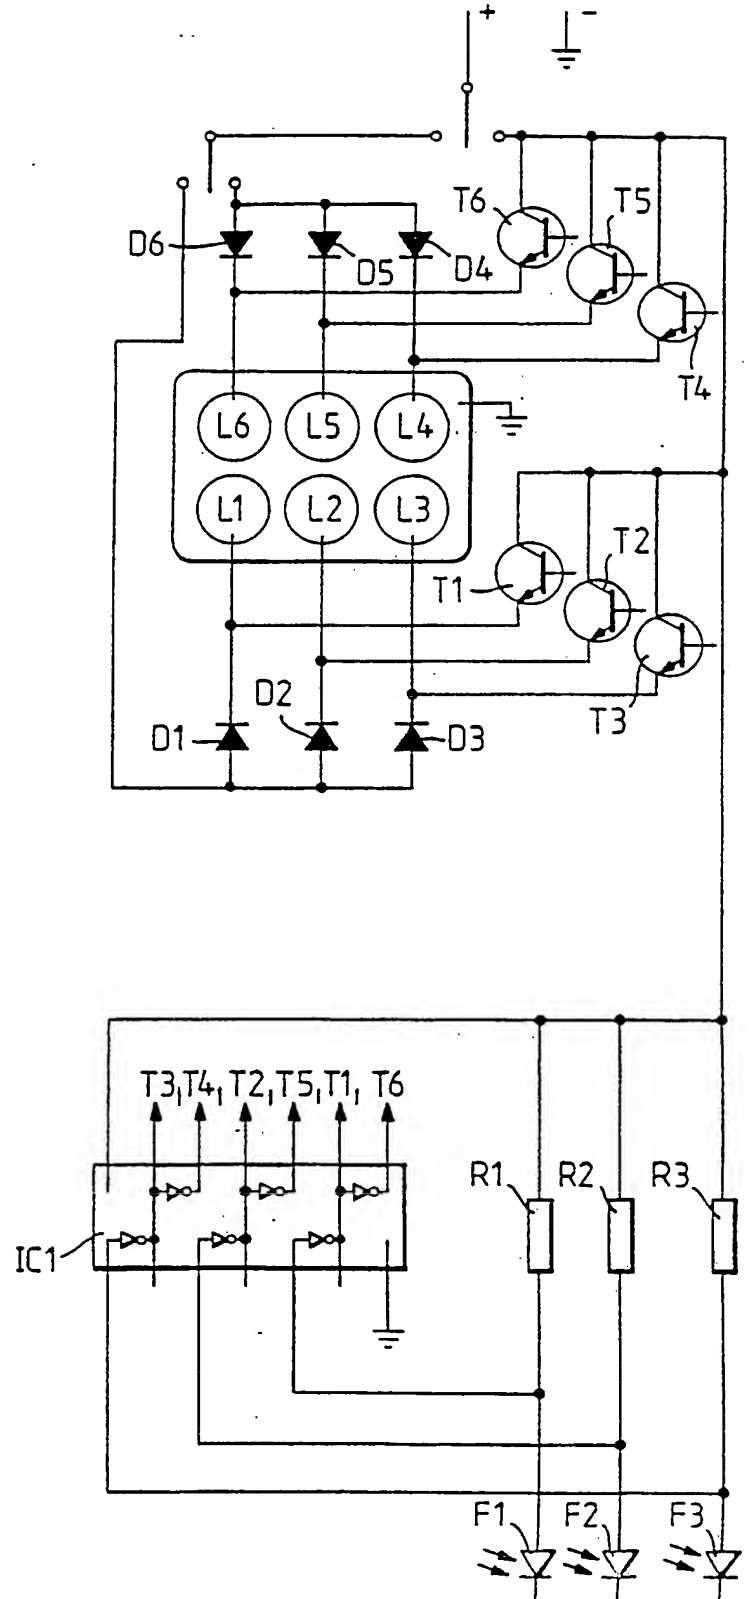 + -
T6 T5
D6 D5 D4
T4
L6 L5 L4
L1 L2 L3
T2
T1
D2
T3
D1 D3
T3, T4, T2, T5, T1, T6
R1 R2 R3
IC1
F1 F2 F3